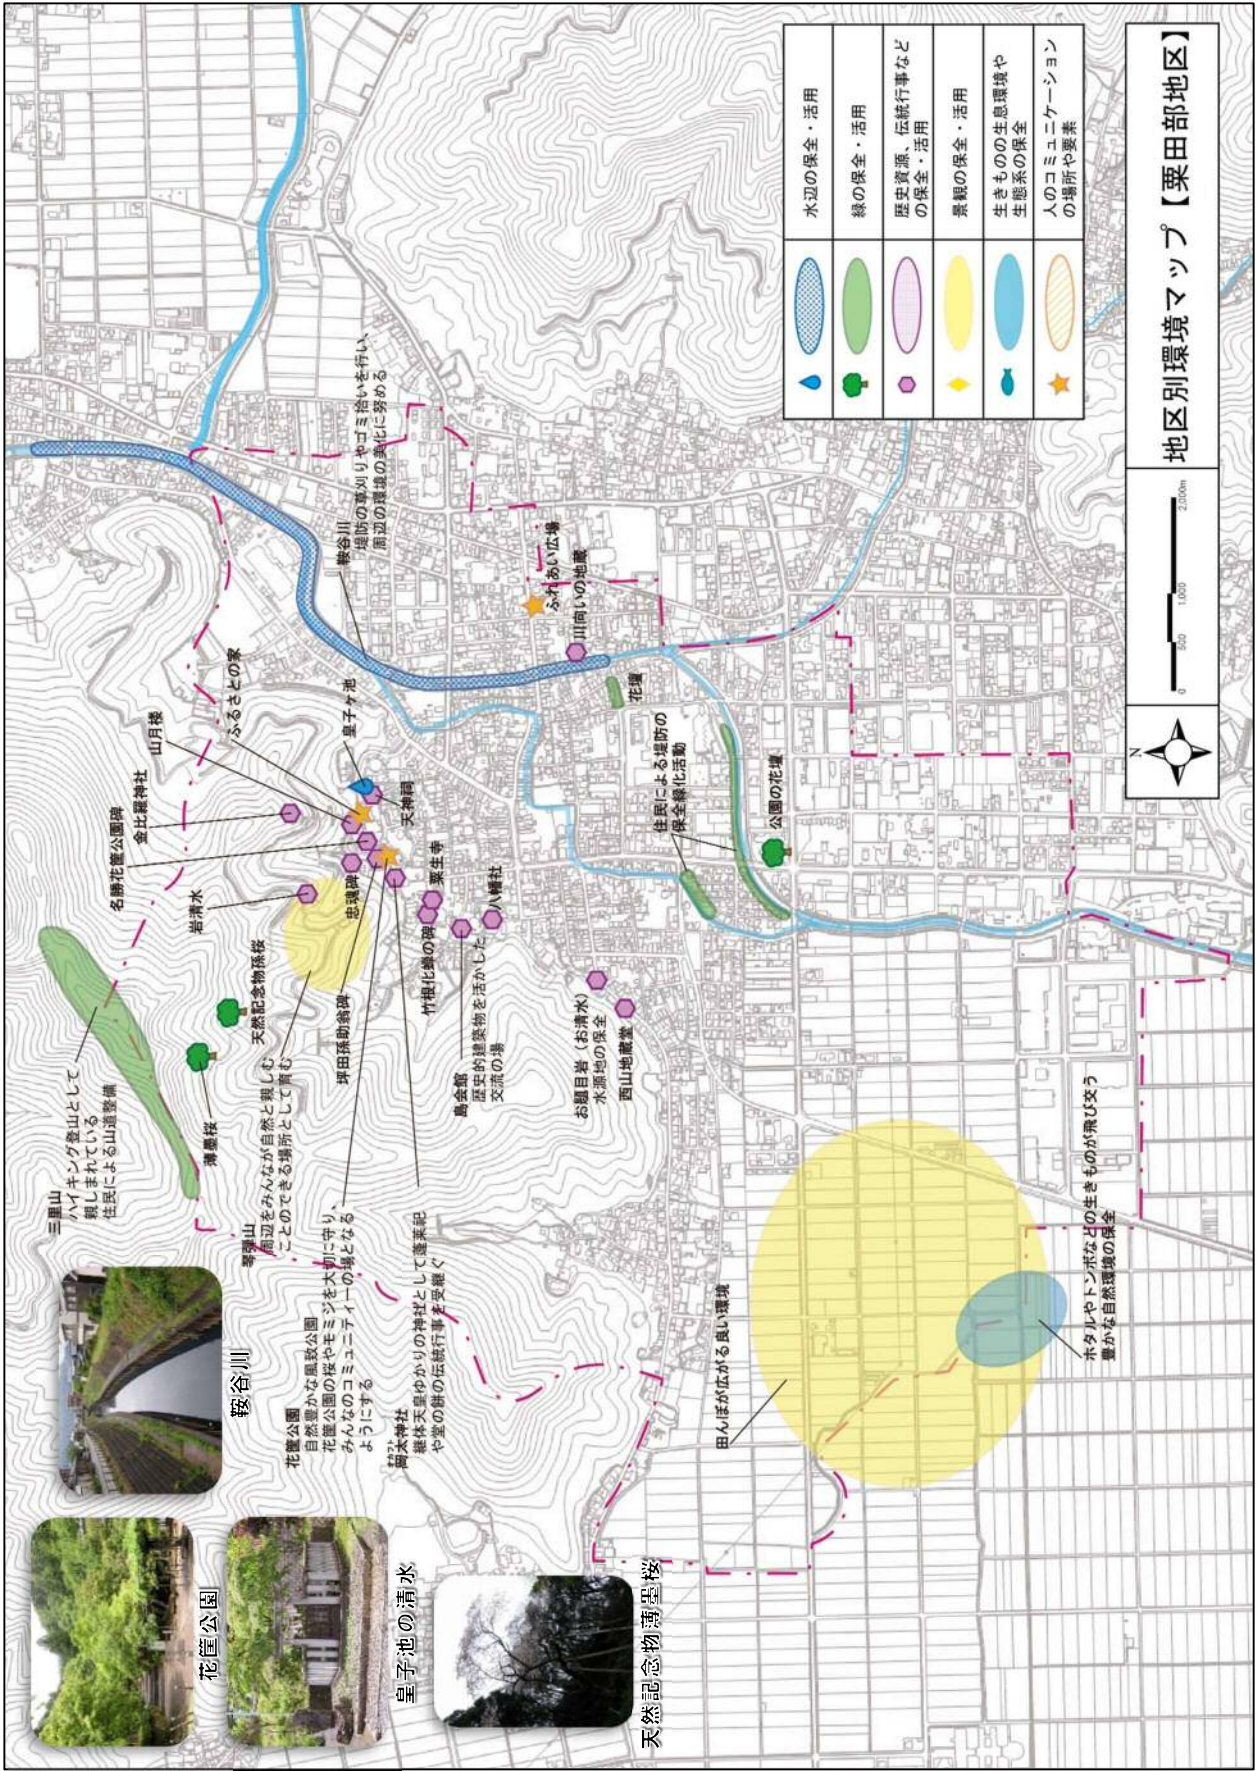 地区別環境マップ【粟田部地区】
N
0 500 1,000 2,000m
水辺の保全・活用
緑の保全・活用
歴史資源、伝統行事など
の保全・活用
景観の保全・活用
生きものの生息環境や
生態系の保全
人のコミュニケーション
の場所や要素
鞍谷川
花筐公園
皇子池の清水
天然記念物薄墨桜
三里山
ハイキング登山として
親しまれている
住民による山道整備
薄墨桜
天然記念物孫桜
琴弾山
周辺をみんなが自然と親しむ
ことのできる場所として育む
花筐公園
自然豊かな風致公園
花筐公園の桜やモミジを大切に守り、
みんなのコミュニティーの場となる
ようにする
オカフト
岡太神社
継体天皇ゆかりの神社として蓬莱祀
や堂の餅の伝統行事を受継ぐ
岩清水
名勝花筐公園碑
金比羅神社
山月楼
ふるさとの家
皇子ヶ池
天神祠
忠魂碑
坪田孫助翁碑
竹根化蝉の碑
粟生寺
八幡社
島会館
歴史的建築物を活かした
交流の場
お題目岩（お清水）
水源地の保全
西山地蔵堂
鞍谷川
堤防の草刈りやゴミ拾いを行い、
周辺の環境の美化に努める
ふれあい広場
川向いの地蔵
花壇
住民による堤防の
保全緑化活動
公園の花壇
田んぼが広がる良い環境
ホタルやトンボなどの生きものが飛び交う
豊かな自然環境の保全